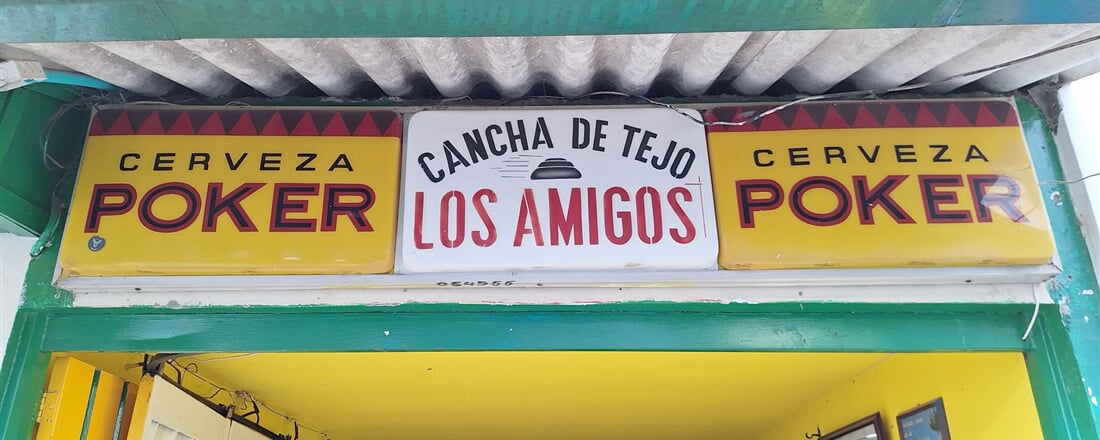 CERVEZA
POKER
CANCHA DE TEJO
LOS AMIGOS
CERVEZA
POKER